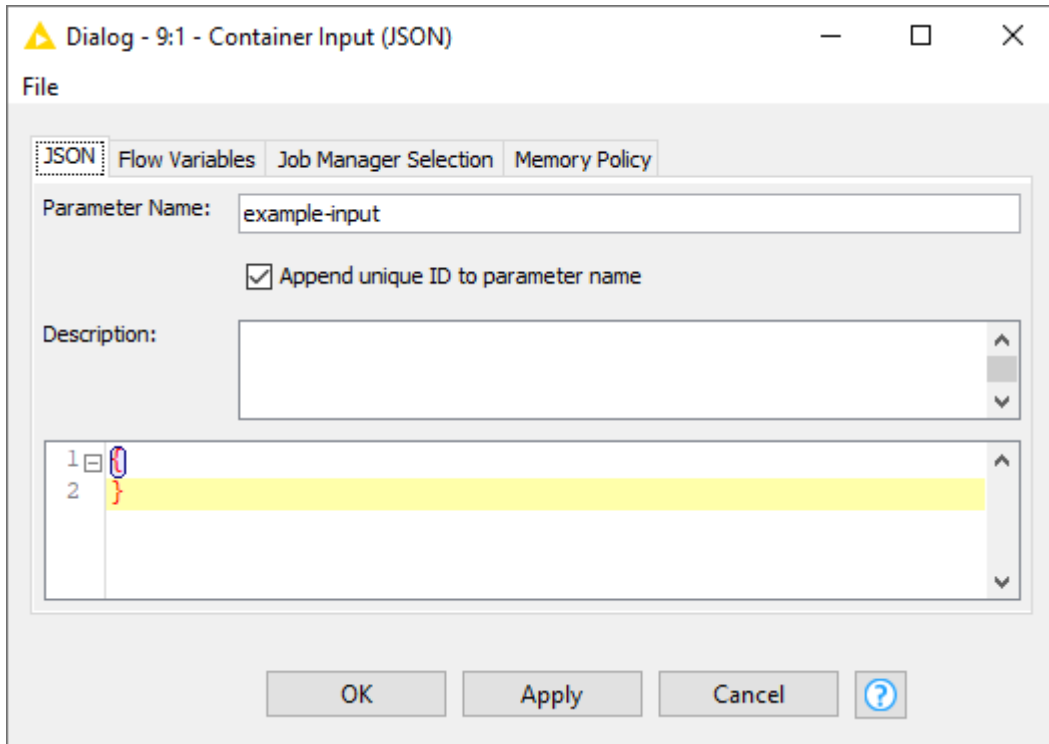 Dialog - 9:1 - Container Input (JSON)
File
JSON Flow Variables Job Manager Selection Memory Policy
Parameter Name: example-input
Append unique ID to parameter name
Description:
1 {
2 }
OK Apply Cancel ?